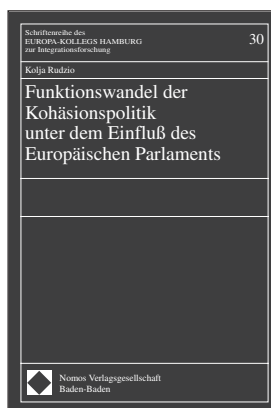 Schriftenreihe des
EUROPA-KOLLEGS HAMBURG
zur Integrationsforschung
30
Kolja Rudzio
Funktionswandel der
Kohäsionspolitik
unter dem Einfluß des
Europäischen Parlaments
Nomos Verlagsgesellschaft
Baden-Baden